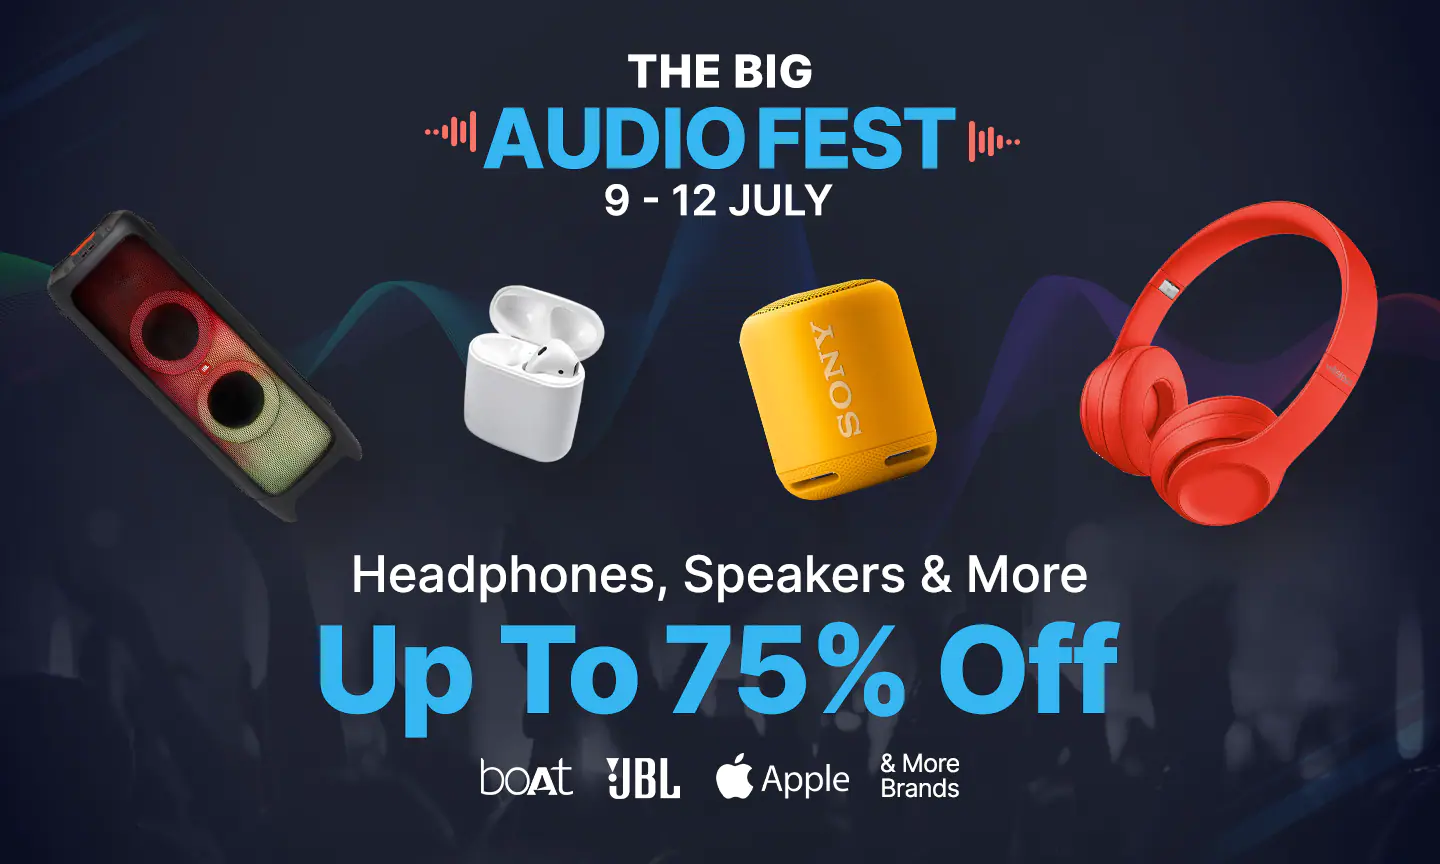 THE BIG
AUDIO FEST
9 - 12 JULY
SONY
Headphones, Speakers & More
Up To 75% Off
boAt JBL Apple & More
Brands